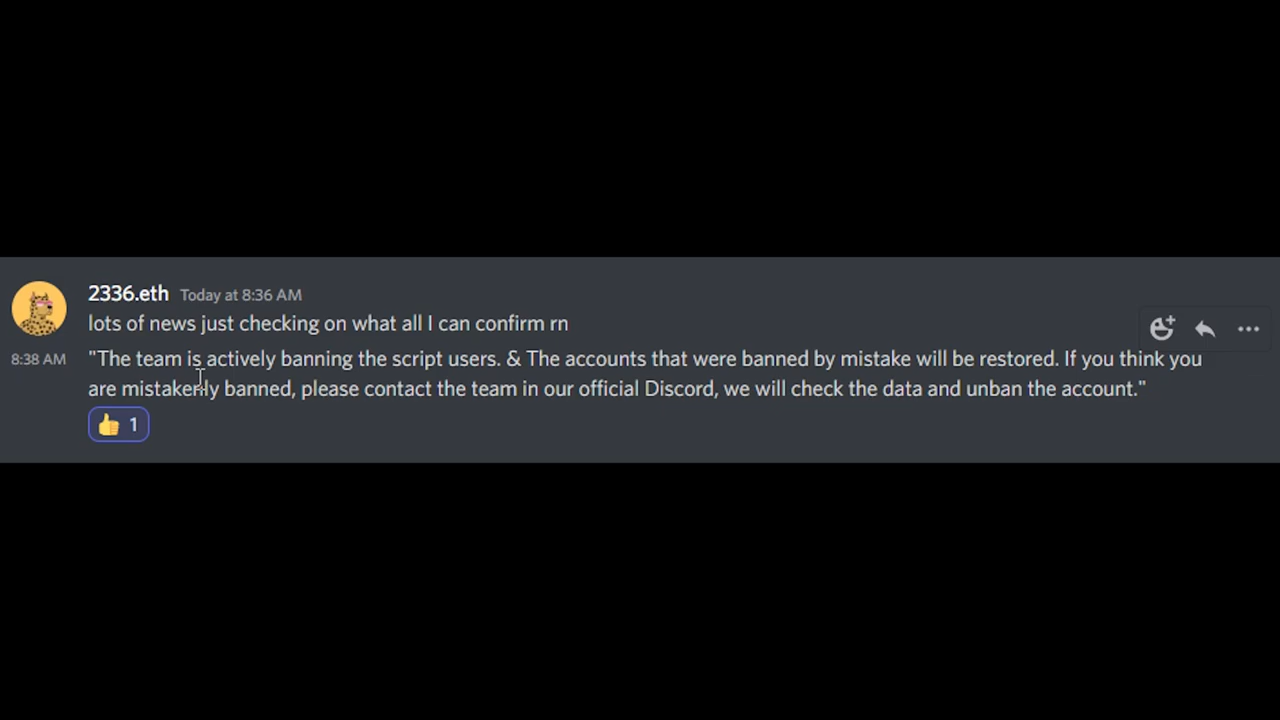 2336.eth Today at 8:36 AM
lots of news just checking on what all I can confirm rn
8:38 AM "The team is actively banning the script users. & The accounts that were banned by mistake will be restored. If you think you
are mistakenly banned, please contact the team in our official Discord, we will check the data and unban the account."
👍 1